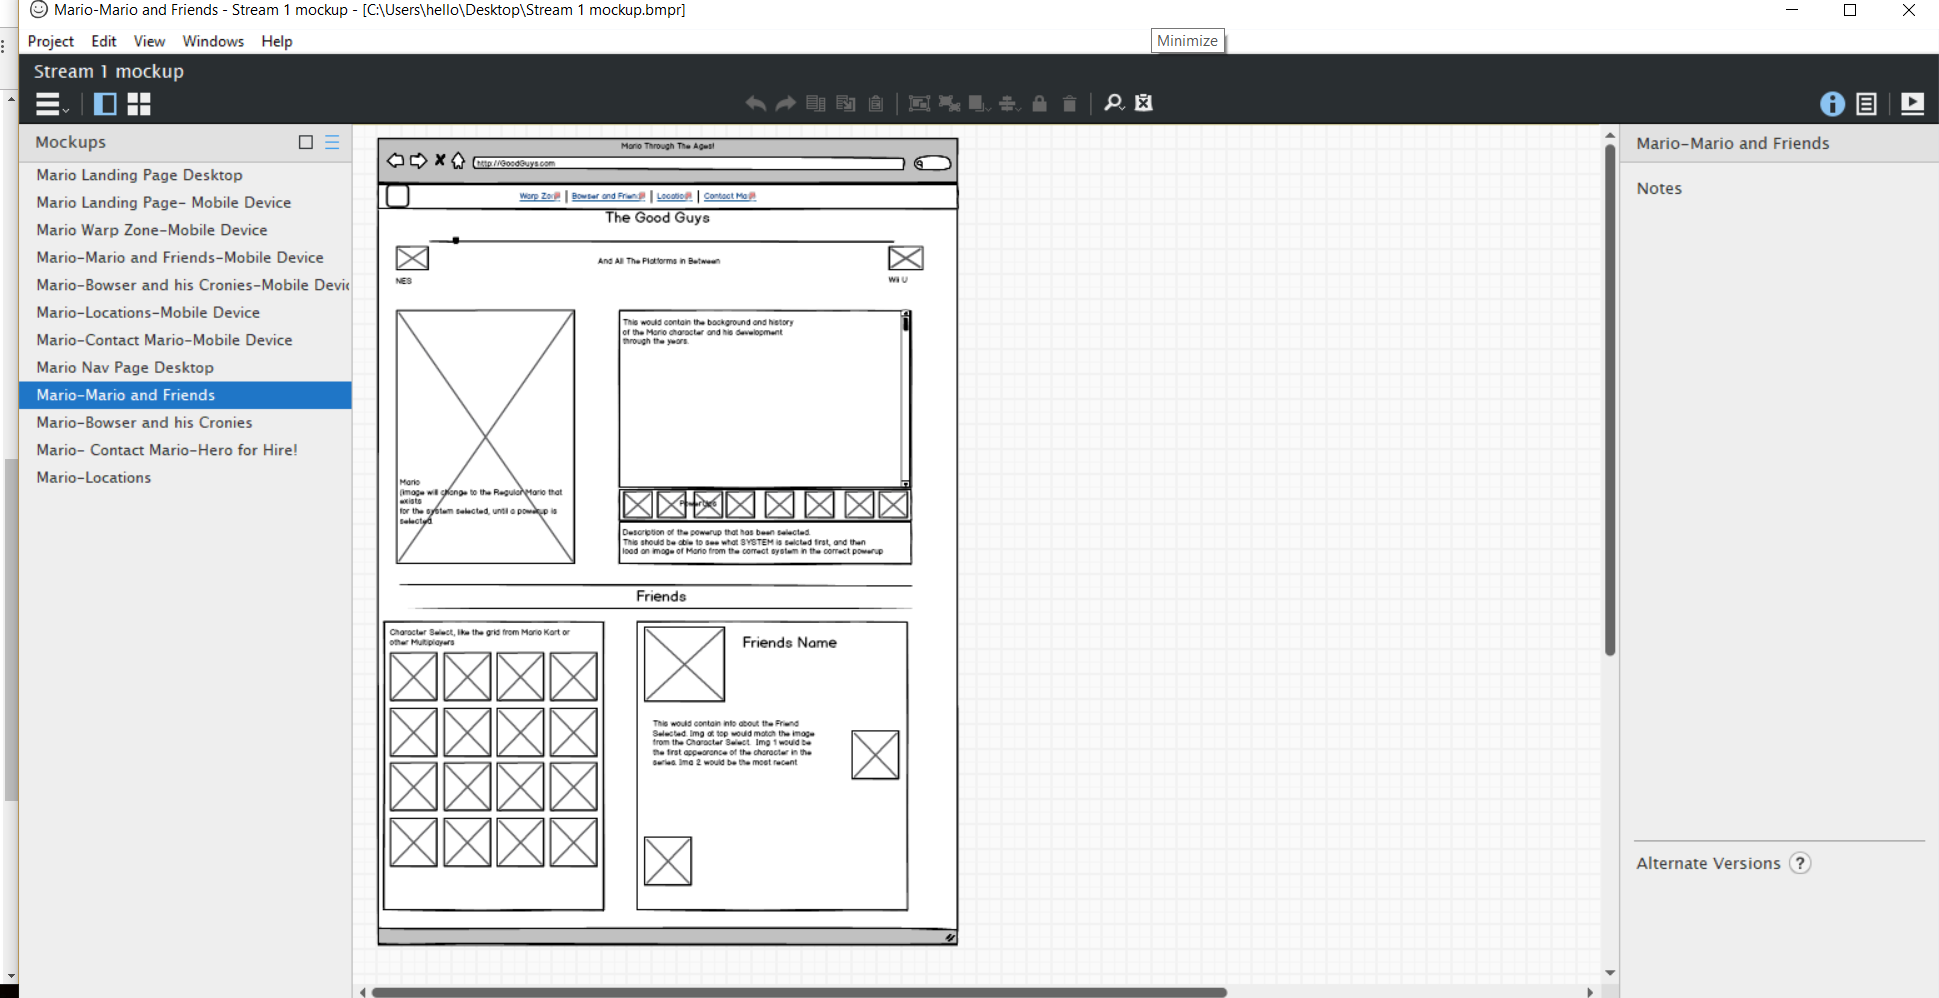 Mario-Mario and Friends - Stream 1 mockup - [C:\Users\hello\Desktop\Stream 1 mockup.bmpr]
Project Edit View Windows Help
Minimize
Stream 1 mockup
Mockups
Mario Landing Page Desktop
Mario Landing Page- Mobile Device
Mario Warp Zone-Mobile Device
Mario-Mario and Friends-Mobile Device
Mario-Bowser and his Cronies-Mobile Devic
Mario-Locations-Mobile Device
Mario-Contact Mario-Mobile Device
Mario Nav Page Desktop
Mario-Mario and Friends
Mario-Bowser and his Cronies
Mario- Contact Mario-Hero for Hire!
Mario-Locations
Mario Through The Ages!
http://GoodGuys.com
Warp Zon | Bowser and Friend | Locatio | Contact Ma
The Good Guys
And All The Platforms in Between
NES
Wii U
This would contain the background and history
of the Mario character and his development
through the years.
Mario
(Image will change to the Regular Mario that
exists
for the system selected, until a powerup is
selected
PowerUps
Description of the powerup that has been selected.
This should be able to see what SYSTEM is selcted first, and then
load an image of Mario from the correct system in the correct powerup
Friends
Character Select, like the grid from Mario Kart or
other Multiplayers
Friends Name
This would contain info about the Friend
Selected. Img at top would match the image
from the Character Select. Img 1 would be
the first appearance of the character in the
series. Img 2 would be the most recent
Mario-Mario and Friends
Notes
Alternate Versions ?